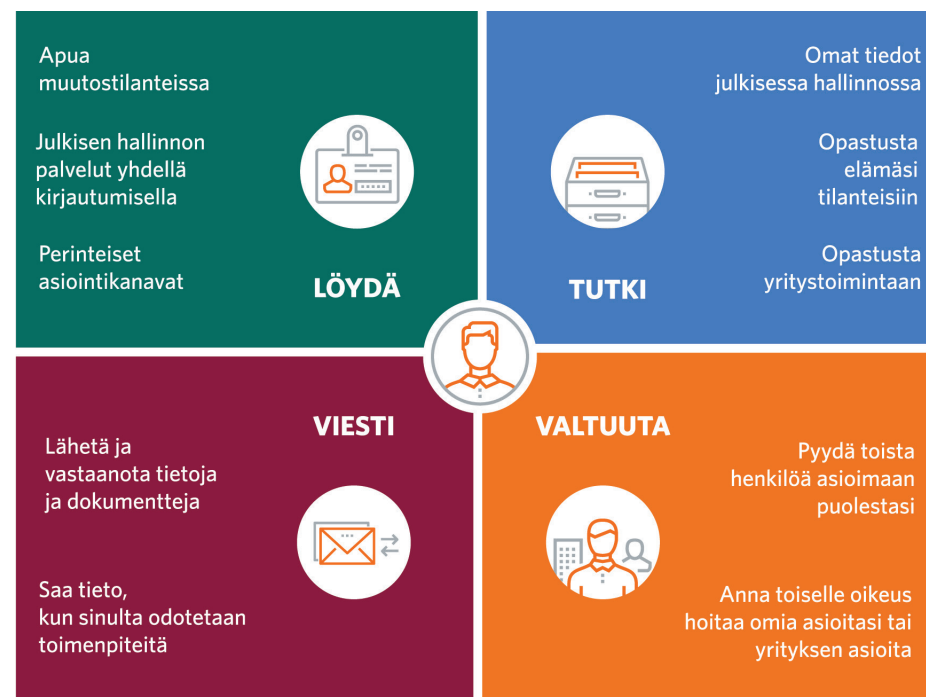 Apua
muutostilanteissa
Julkisen hallinnon
palvelut yhdellä
kirjautumisella
Perinteiset
asiointikanavat
LÖYDÄ
Omat tiedot
julkisessa hallinnossa
Opastusta
elämäsi
tilanteisiin
Opastusta
yritystoimintaan
TUTKI
VIESTI
Lähetä ja
vastaanota tietoja
ja dokumentteja
Saa tieto,
kun sinulta odotetaan
toimenpiteitä
VALTUUTA
Pyydä toista
henkilöä asioimaan
puolestasi
Anna toiselle oikeus
hoitaa omia asioitasi tai
yrityksen asioita